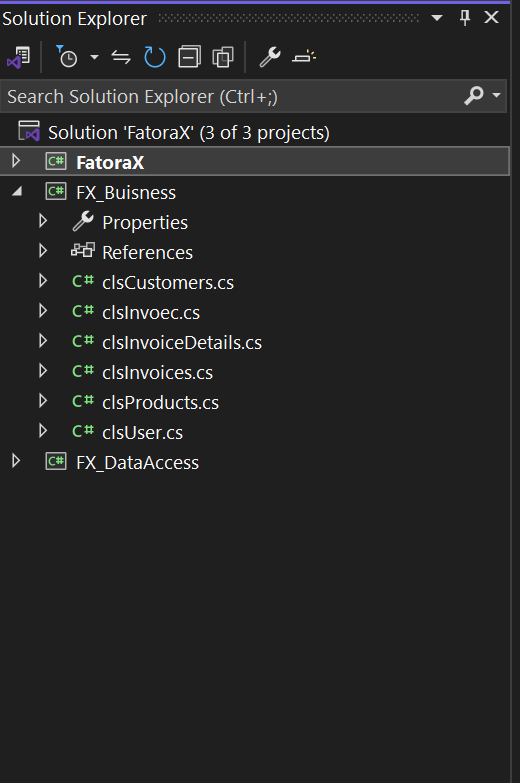 Solution Explorer
Search Solution Explorer (Ctrl+;)
Solution 'FatoraX' (3 of 3 projects)
C# FatoraX
C# FX_Buisness
Properties
References
C# clsCustomers.cs
C# clsInvoec.cs
C# clsInvoiceDetails.cs
C# clsInvoices.cs
C# clsProducts.cs
C# clsUser.cs
C# FX_DataAccess